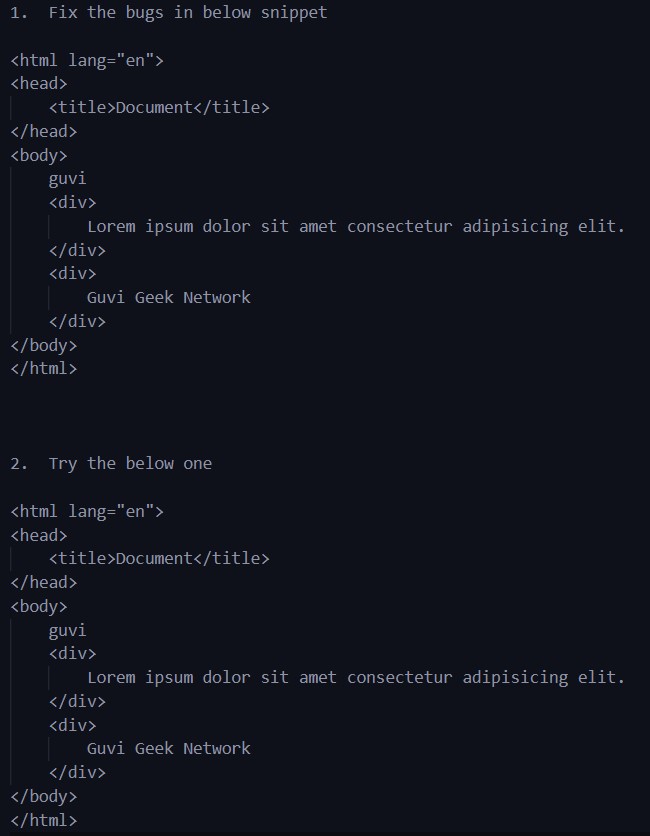 1.  Fix the bugs in below snippet
<html lang="en">
<head>
    <title>Document</title>
</head>
<body>
    guvi
    <div>
        Lorem ipsum dolor sit amet consectetur adipisicing elit.
    </div>
    <div>
        Guvi Geek Network
    </div>
</body>
</html>
2.  Try the below one
<html lang="en">
<head>
    <title>Document</title>
</head>
<body>
    guvi
    <div>
        Lorem ipsum dolor sit amet consectetur adipisicing elit.
    </div>
    <div>
        Guvi Geek Network
    </div>
</body>
</html>